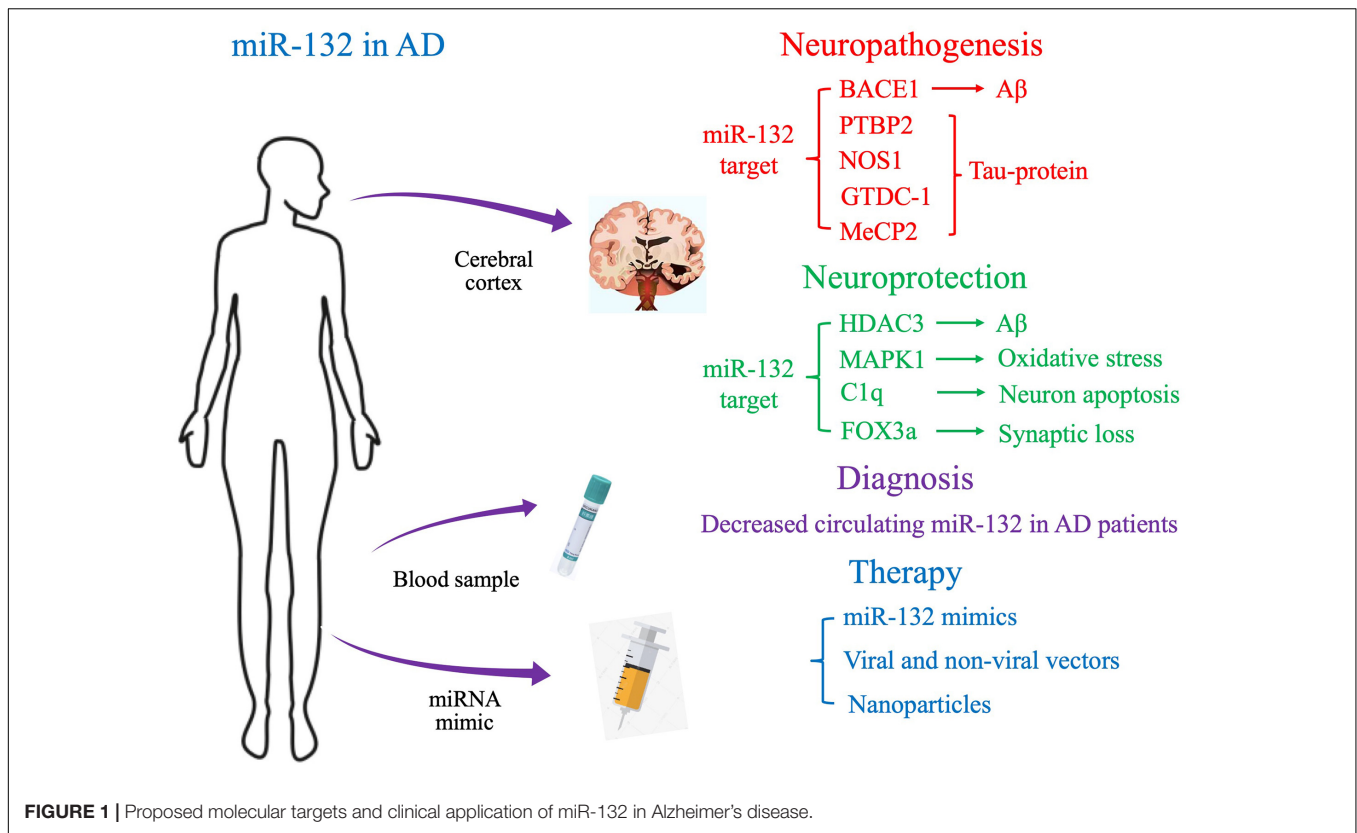 miR-132 in AD
Cerebral
cortex
Blood sample
miRNA
mimic
Neuropathogenesis
miR-132
target
BACE1
Aβ
PTBP2
NOS1
GTDC-1
MeCP2
Tau-protein
Neuroprotection
miR-132
target
HDAC3
Aβ
MAPK1
Oxidative stress
C1q
Neuron apoptosis
FOX3a
Synaptic loss
Diagnosis
Decreased circulating miR-132 in AD patients
Therapy
miR-132 mimics
Viral and non-viral vectors
Nanoparticles
FIGURE 1 | Proposed molecular targets and clinical application of miR-132 in Alzheimer's disease.